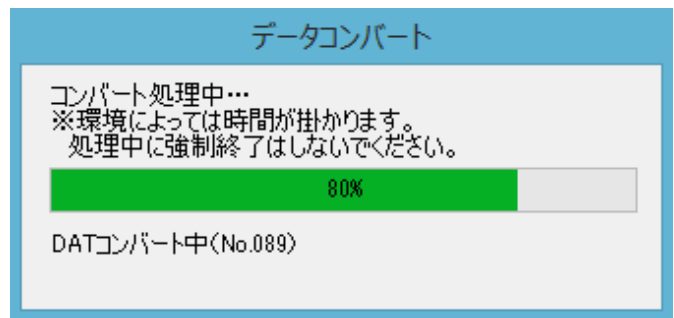 データコンバート
コンバート処理中…
※環境によっては時間が掛かります。
処理中に強制終了はしないでください。
80%
DATコンバート中(No.089)